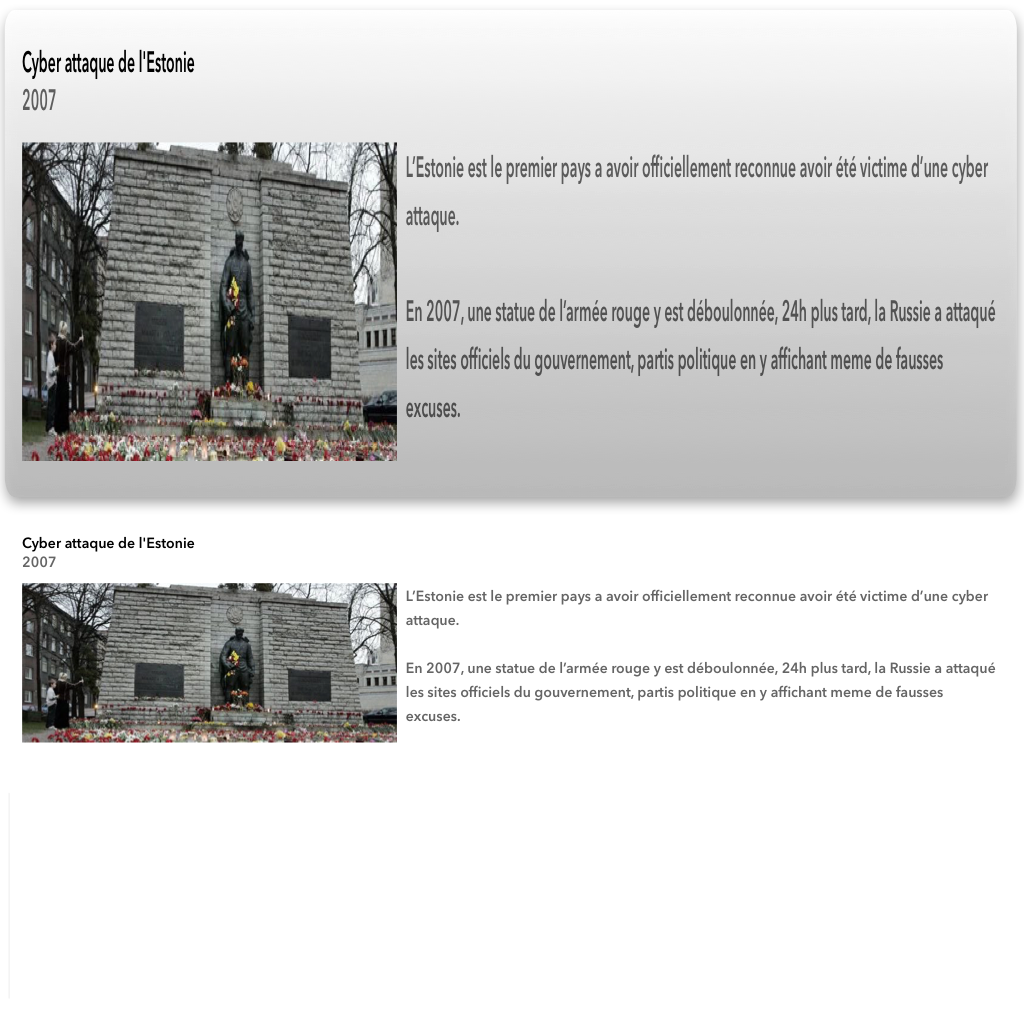 Cyber attaque de l'Estonie
2007
L’Estonie est le premier pays a avoir officiellement reconnue avoir été victime d’une cyber
attaque.
En 2007, une statue de l’armée rouge y est déboulonnée, 24h plus tard, la Russie a attaqué
les sites officiels du gouvernement, partis politique en y affichant meme de fausses
excuses.
Cyber attaque de l'Estonie
2007
L’Estonie est le premier pays a avoir officiellement reconnue avoir été victime d’une cyber
attaque.
En 2007, une statue de l’armée rouge y est déboulonnée, 24h plus tard, la Russie a attaqué
les sites officiels du gouvernement, partis politique en y affichant meme de fausses
excuses.